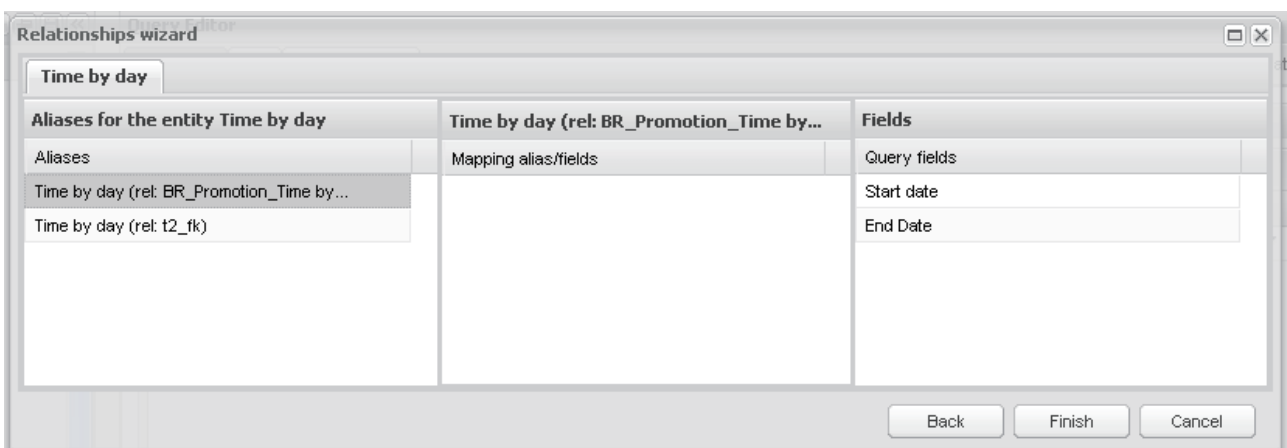 Query Editor
Relationships wizard
Time by day
Aliases for the entity Time by day
Aliases
Time by day (rel: BR_Promotion_Time by...
Time by day (rel: t2_fk)
Time by day (rel: BR_Promotion_Time by...
Mapping alias/fields
Fields
Query fields
Start date
End Date
Back
Finish
Cancel